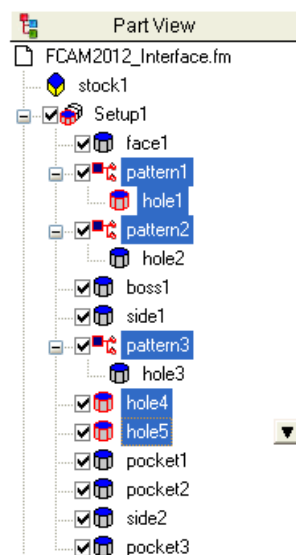 Part View
FCAM2012_Interface.fm
stock1
Setup1
face1
pattern1
hole1
pattern2
hole2
boss1
side1
pattern3
hole3
hole4
hole5
pocket1
pocket2
side2
pocket3